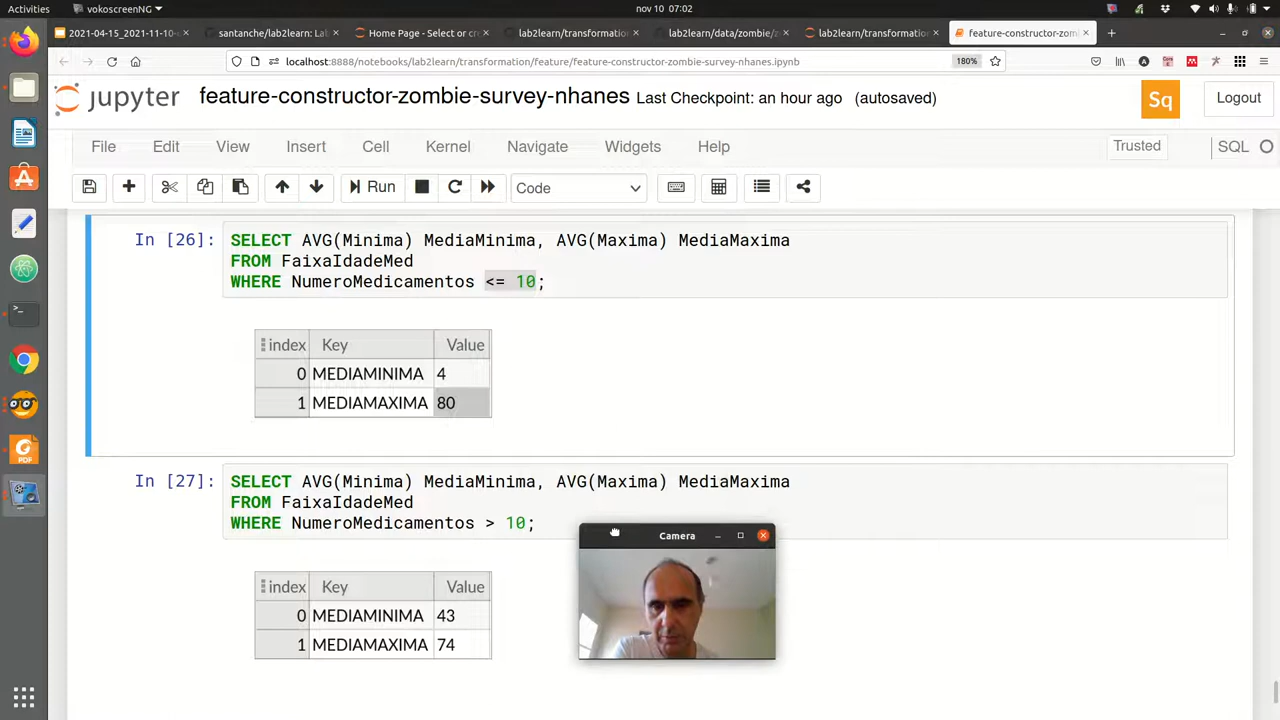 Activities
vokoscreenNG
nov 10 07:02
2021-04-15_2021-11-10-
santanche/lab2learn: Lal
Home Page - Select or cr
lab2learn/transformation
lab2learn/data/zombie/z
lab2learn/transformation
feature-constructor-zom
localhost:8888/notebooks/lab2learn/transformation/feature/feature-constructor-zombie-survey-nhanes.ipynb
180%
jupyter
feature-constructor-zombie-survey-nhanes Last Checkpoint: an hour ago (autosaved)
Sq
Logout
File Edit View Insert Cell Kernel Navigate Widgets Help
Trusted
SQL
Run
Code
In [26]:
SELECT AVG(Minima) MediaMinima, AVG(Maxima) MediaMaxima
FROM FaixaIdadeMed
WHERE NumeroMedicamentos <= 10;
index Key Value
0 MEDIAMINIMA 4
1 MEDIAMAXIMA 80
In [27]:
SELECT AVG(Minima) MediaMinima, AVG(Maxima) MediaMaxima
FROM FaixaIdadeMed
WHERE NumeroMedicamentos > 10;
Camera
index Key Value
0 MEDIAMINIMA 43
1 MEDIAMAXIMA 74
PDF